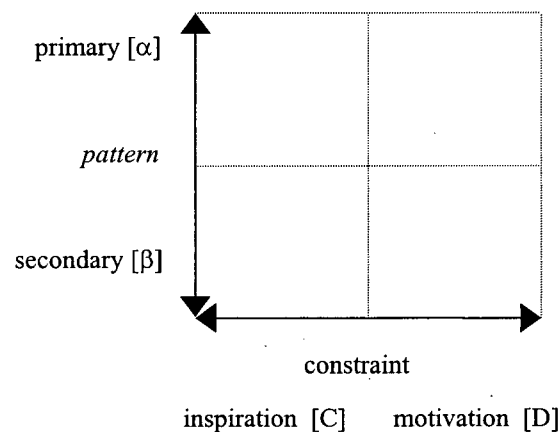 primary [α]
pattern
secondary [β]
constraint
inspiration [C] motivation [D]